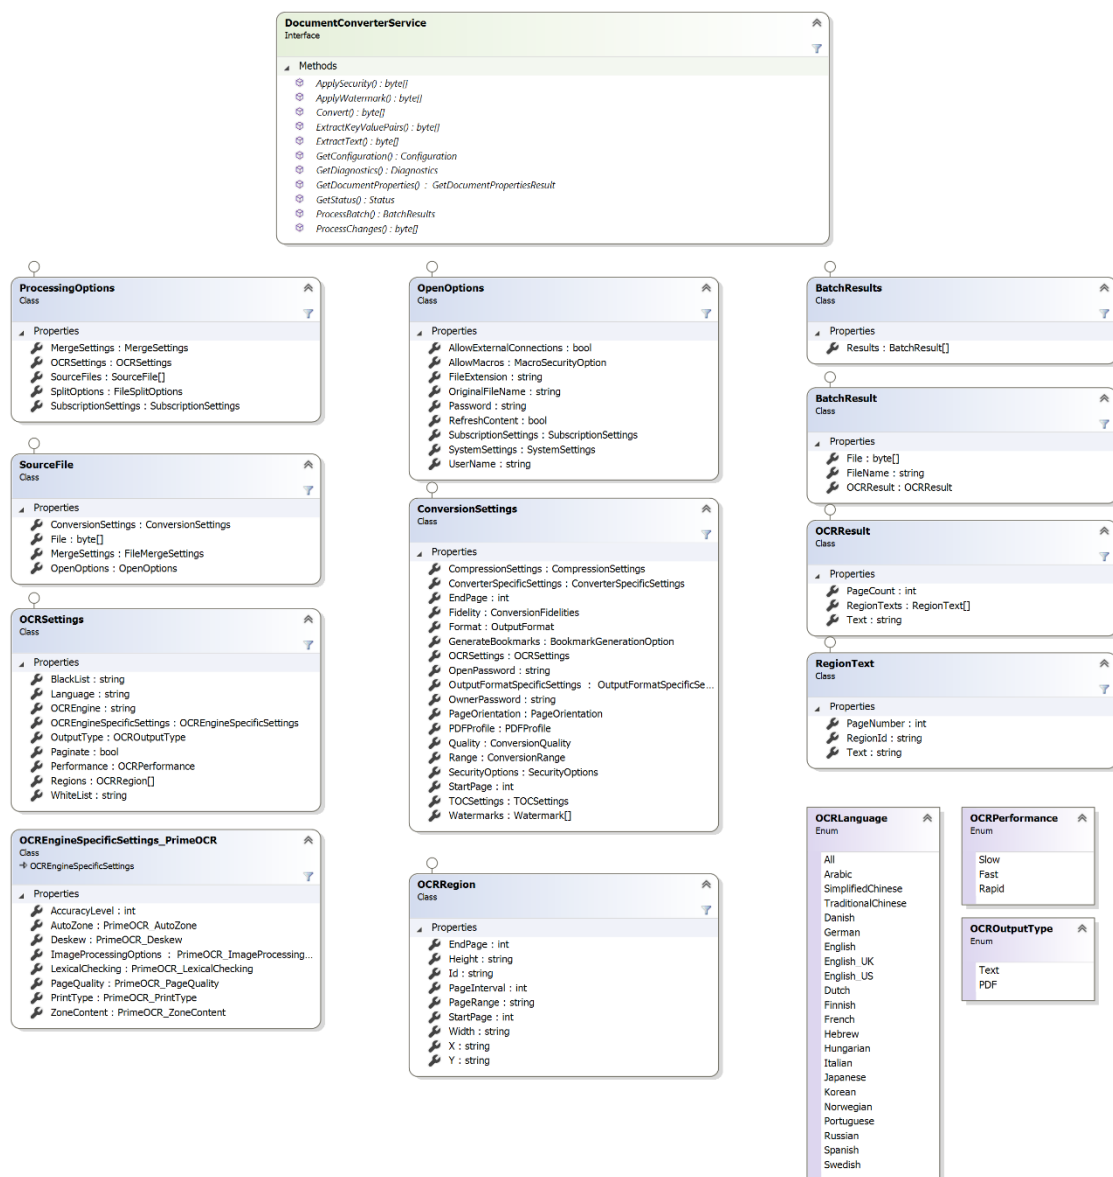 DocumentConverterService
Interface
Methods
ApplySecurity() : byte[]
ApplyWatermark() : byte[]
Convert() : byte[]
ExtractKeyValuePairs() : byte[]
ExtractText() : byte[]
GetConfiguration() : Configuration
GetDiagnostics() : Diagnostics
GetDocumentProperties() : GetDocumentPropertiesResult
GetStatus() : Status
ProcessBatch() : BatchResults
ProcessChanges() : byte[]
ProcessingOptions
Class
Properties
MergeSettings : MergeSettings
OCRSettings : OCRSettings
SourceFiles : SourceFile[]
SplitOptions : FileSplitOptions
SubscriptionSettings : SubscriptionSettings
SourceFile
Class
Properties
ConversionSettings : ConversionSettings
File : byte[]
MergeSettings : FileMergeSettings
OpenOptions : OpenOptions
OCRSettings
Class
Properties
BlackList : string
Language : string
OCREngine : string
OCREngineSpecificSettings : OCREngineSpecificSettings
OutputType : OCROutputType
Paginate : bool
Performance : OCRPerformance
Regions : OCRRegion[]
WhiteList : string
OCREngineSpecificSettings_PrimeOCR
Class
OCREngineSpecificSettings
Properties
AccuracyLevel : int
AutoZone : PrimeOCR_AutoZone
Deskew : PrimeOCR_Deskew
ImageProcessingOptions : PrimeOCR_ImageProcessing...
LexicalChecking : PrimeOCR_LexicalChecking
PageQuality : PrimeOCR_PageQuality
PrintType : PrimeOCR_PrintType
ZoneContent : PrimeOCR_ZoneContent
OpenOptions
Class
Properties
AllowExternalConnections : bool
AllowMacros : MacroSecurityOption
FileExtension : string
OriginalFileName : string
Password : string
RefreshContent : bool
SubscriptionSettings : SubscriptionSettings
SystemSettings : SystemSettings
UserName : string
ConversionSettings
Class
Properties
CompressionSettings : CompressionSettings
ConverterSpecificSettings : ConverterSpecificSettings
EndPage : int
Fidelity : ConversionFidelities
Format : OutputFormat
GenerateBookmarks : BookmarkGenerationOption
OCRSettings : OCRSettings
OpenPassword : string
OutputFormatSpecificSettings : OutputFormatSpecificSe...
OwnerPassword : string
PageOrientation : PageOrientation
PDFProfile : PDFProfile
Quality : ConversionQuality
Range : ConversionRange
SecurityOptions : SecurityOptions
StartPage : int
TOCSettings : TOCSettings
Watermarks : Watermark[]
OCRRegion
Class
Properties
EndPage : int
Height : string
Id : string
PageInterval : int
PageRange : string
StartPage : int
Width : string
X : string
Y : string
BatchResults
Class
Properties
Results : BatchResult[]
BatchResult
Class
Properties
File : byte[]
FileName : string
OCRResult : OCRResult
OCRResult
Class
Properties
PageCount : int
RegionTexts : RegionText[]
Text : string
RegionText
Class
Properties
PageNumber : int
RegionId : string
Text : string
OCRLanguage
Enum
All
Arabic
SimplifiedChinese
TraditionalChinese
Danish
German
English
English_UK
English_US
Dutch
Finnish
French
Hebrew
Hungarian
Italian
Japanese
Korean
Norwegian
Portuguese
Russian
Spanish
Swedish
OCRPerformance
Enum
Slow
Fast
Rapid
OCROutputType
Enum
Text
PDF